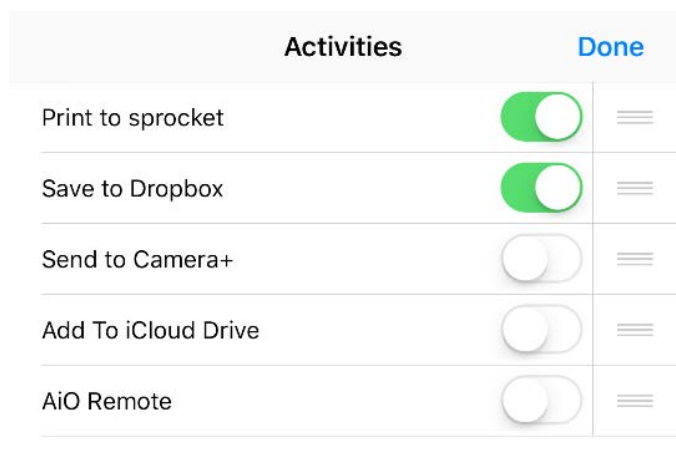 Activities Done
Print to sprocket
Save to Dropbox
Send to Camera+
Add To iCloud Drive
AiO Remote